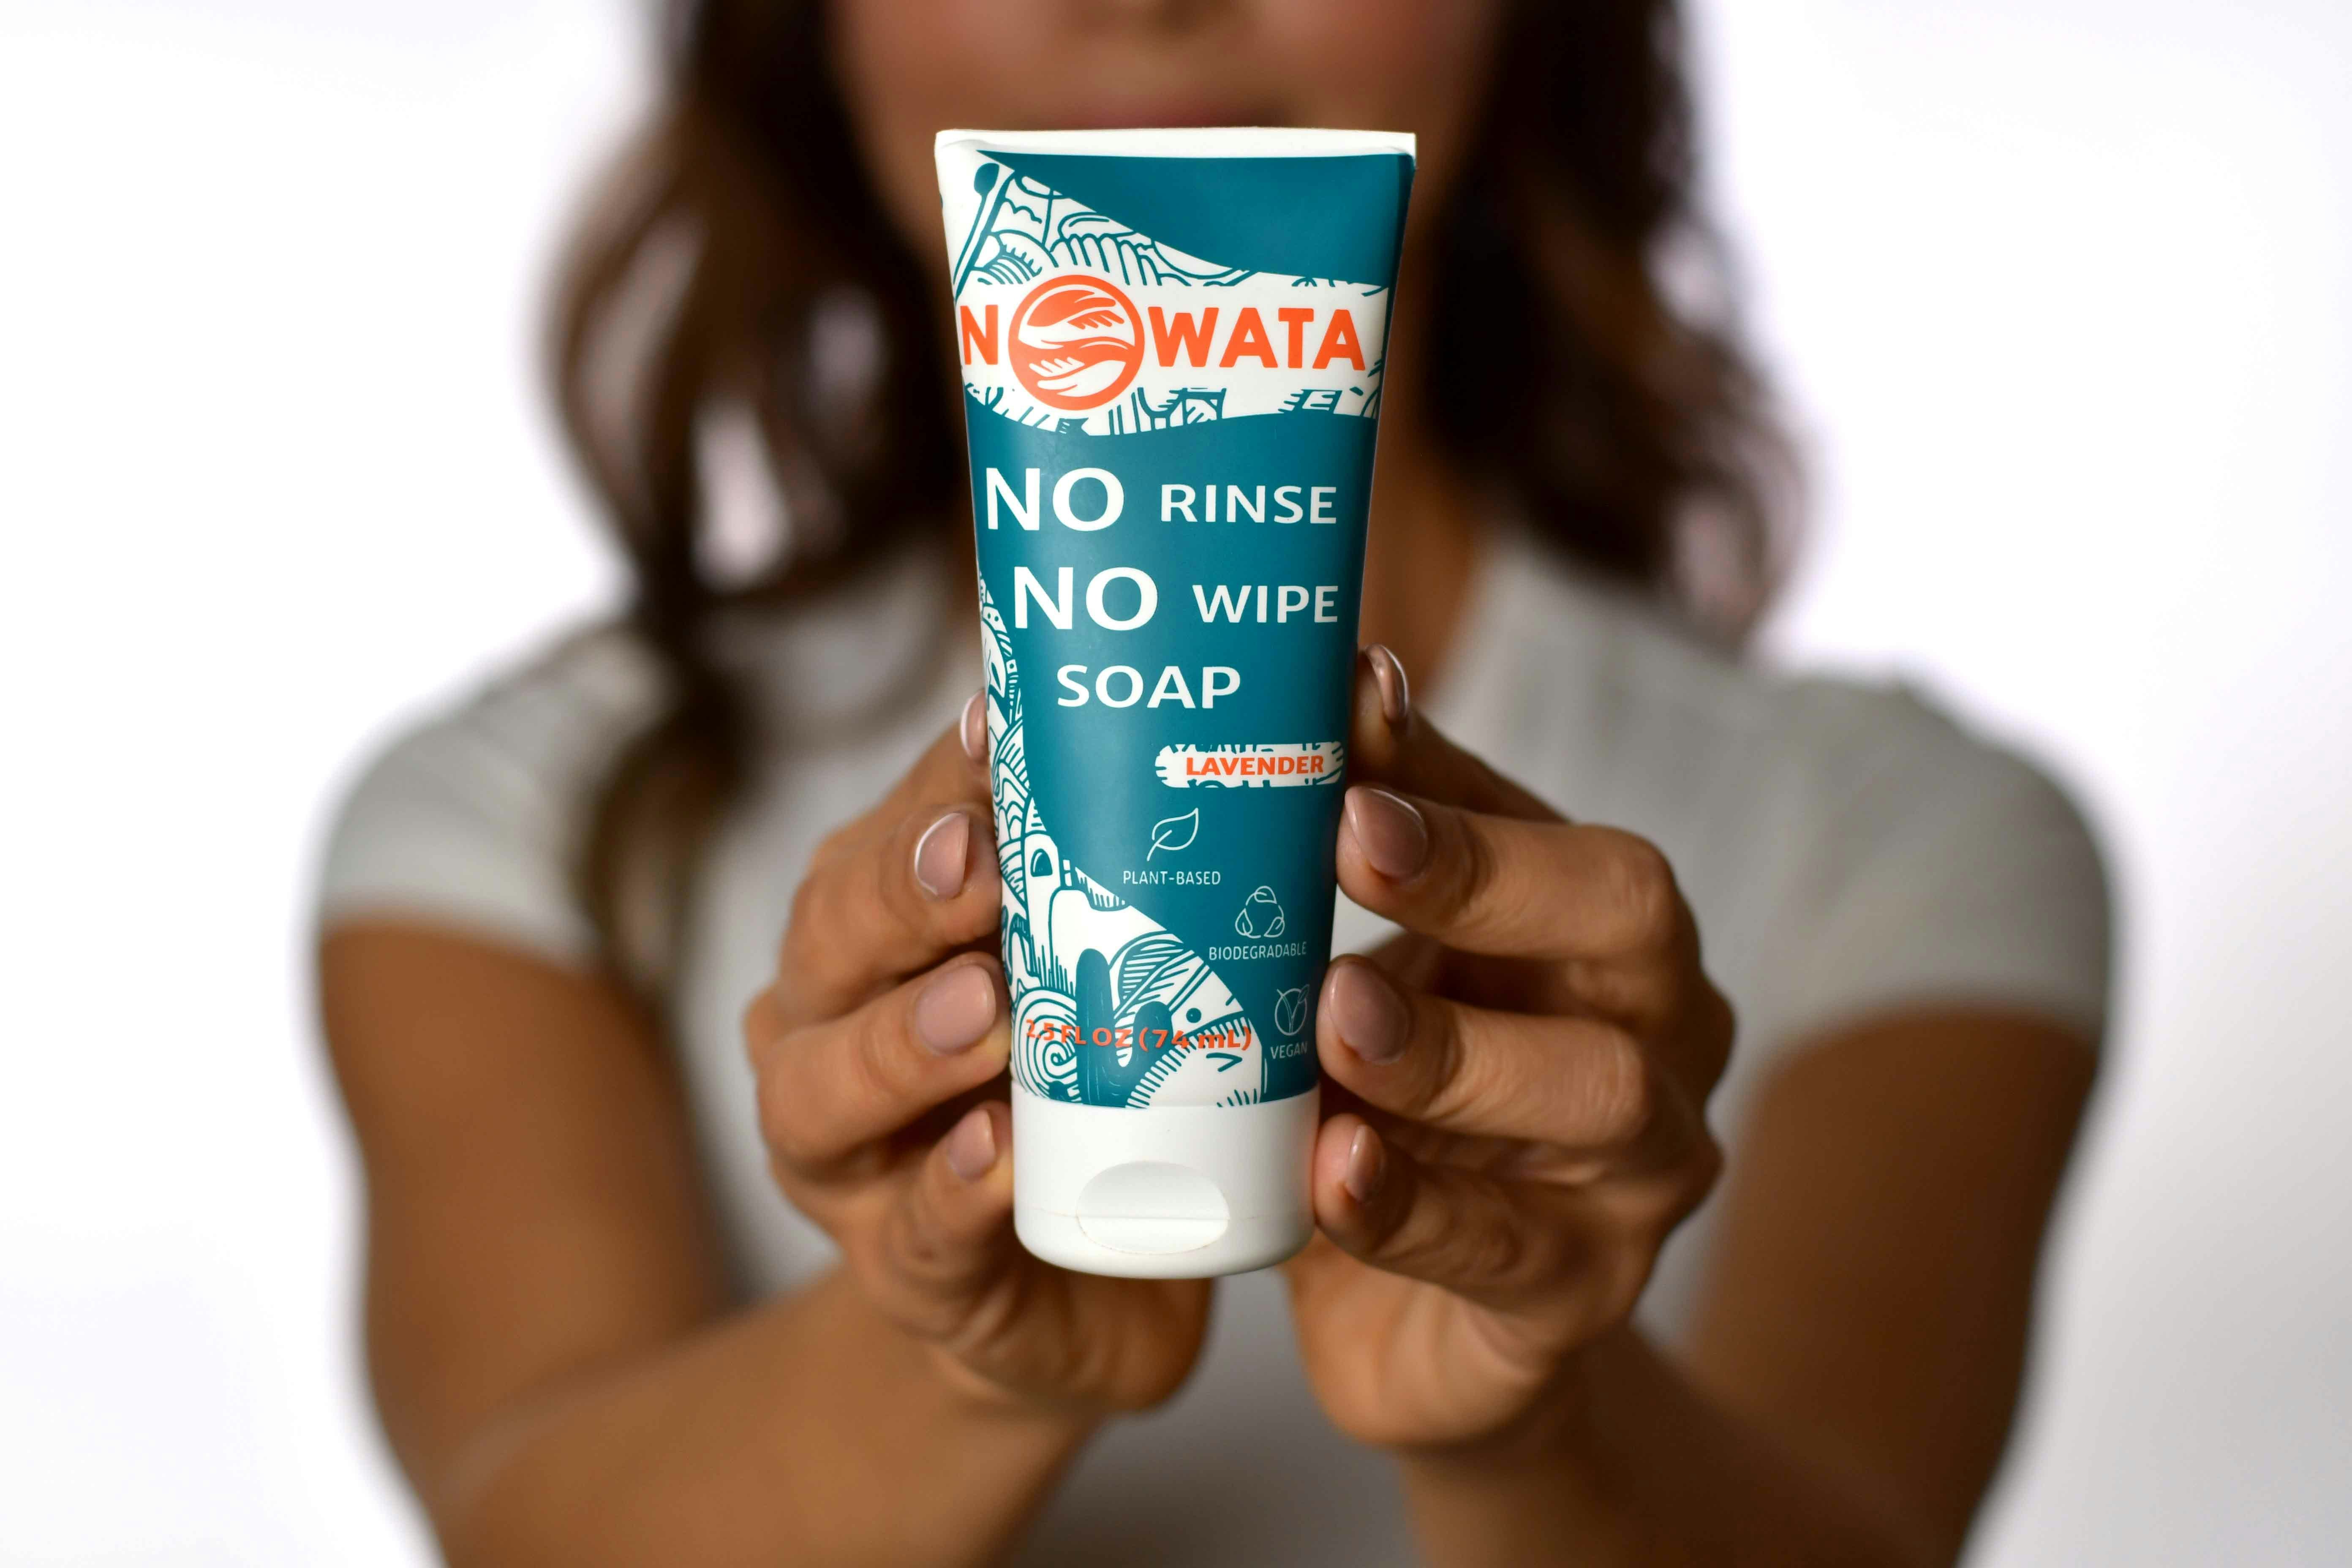 NOWATA
NO RINSE
NO WIPE
SOAP
LAVENDER
PLANT-BASED
BIODEGRADABLE
2.5 FL OZ (74 mL)
VEGAN